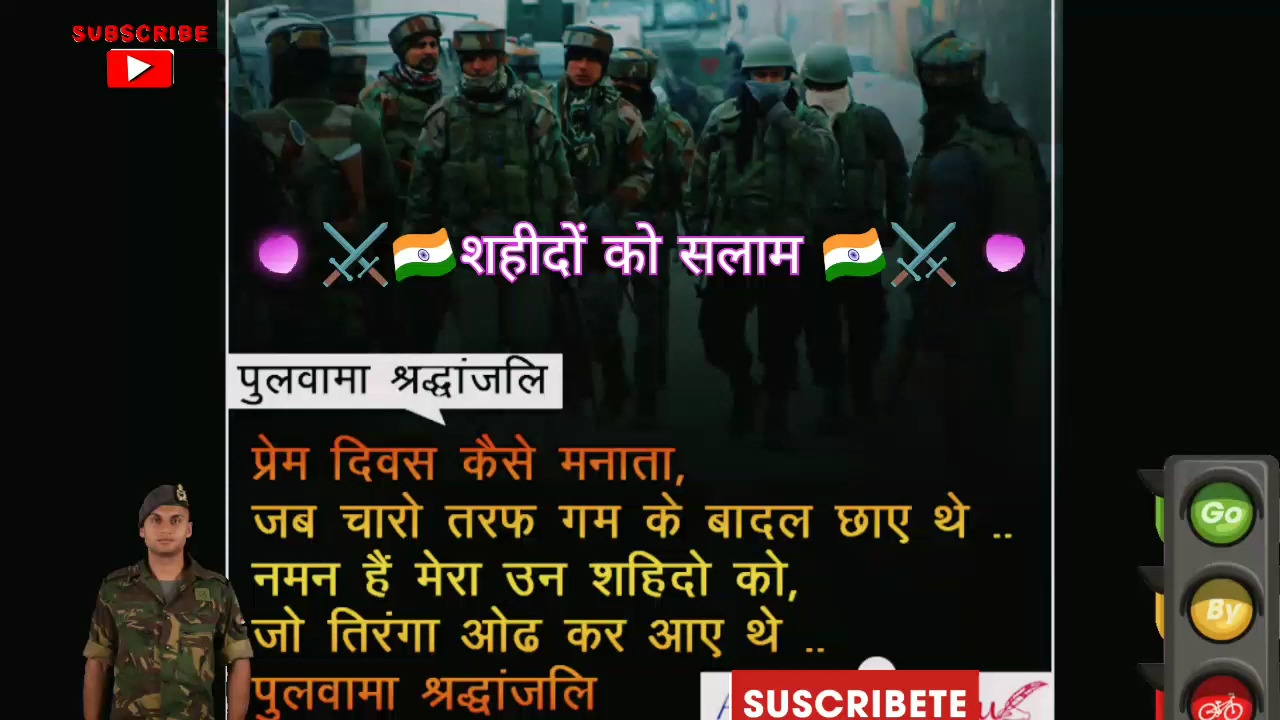 SUBSCRIBE
शहीदों को सलाम
पुलवामा श्रद्धांजलि
प्रेम दिवस कैसे मनाता,
जब चारो तरफ गम के बादल छाए थे ..
नमन हैं मेरा उन शहिदो को,
जो तिरंगा ओढ कर आए थे ..
पुलवामा श्रद्धांजलि
SUSCRIBETE
Go
By